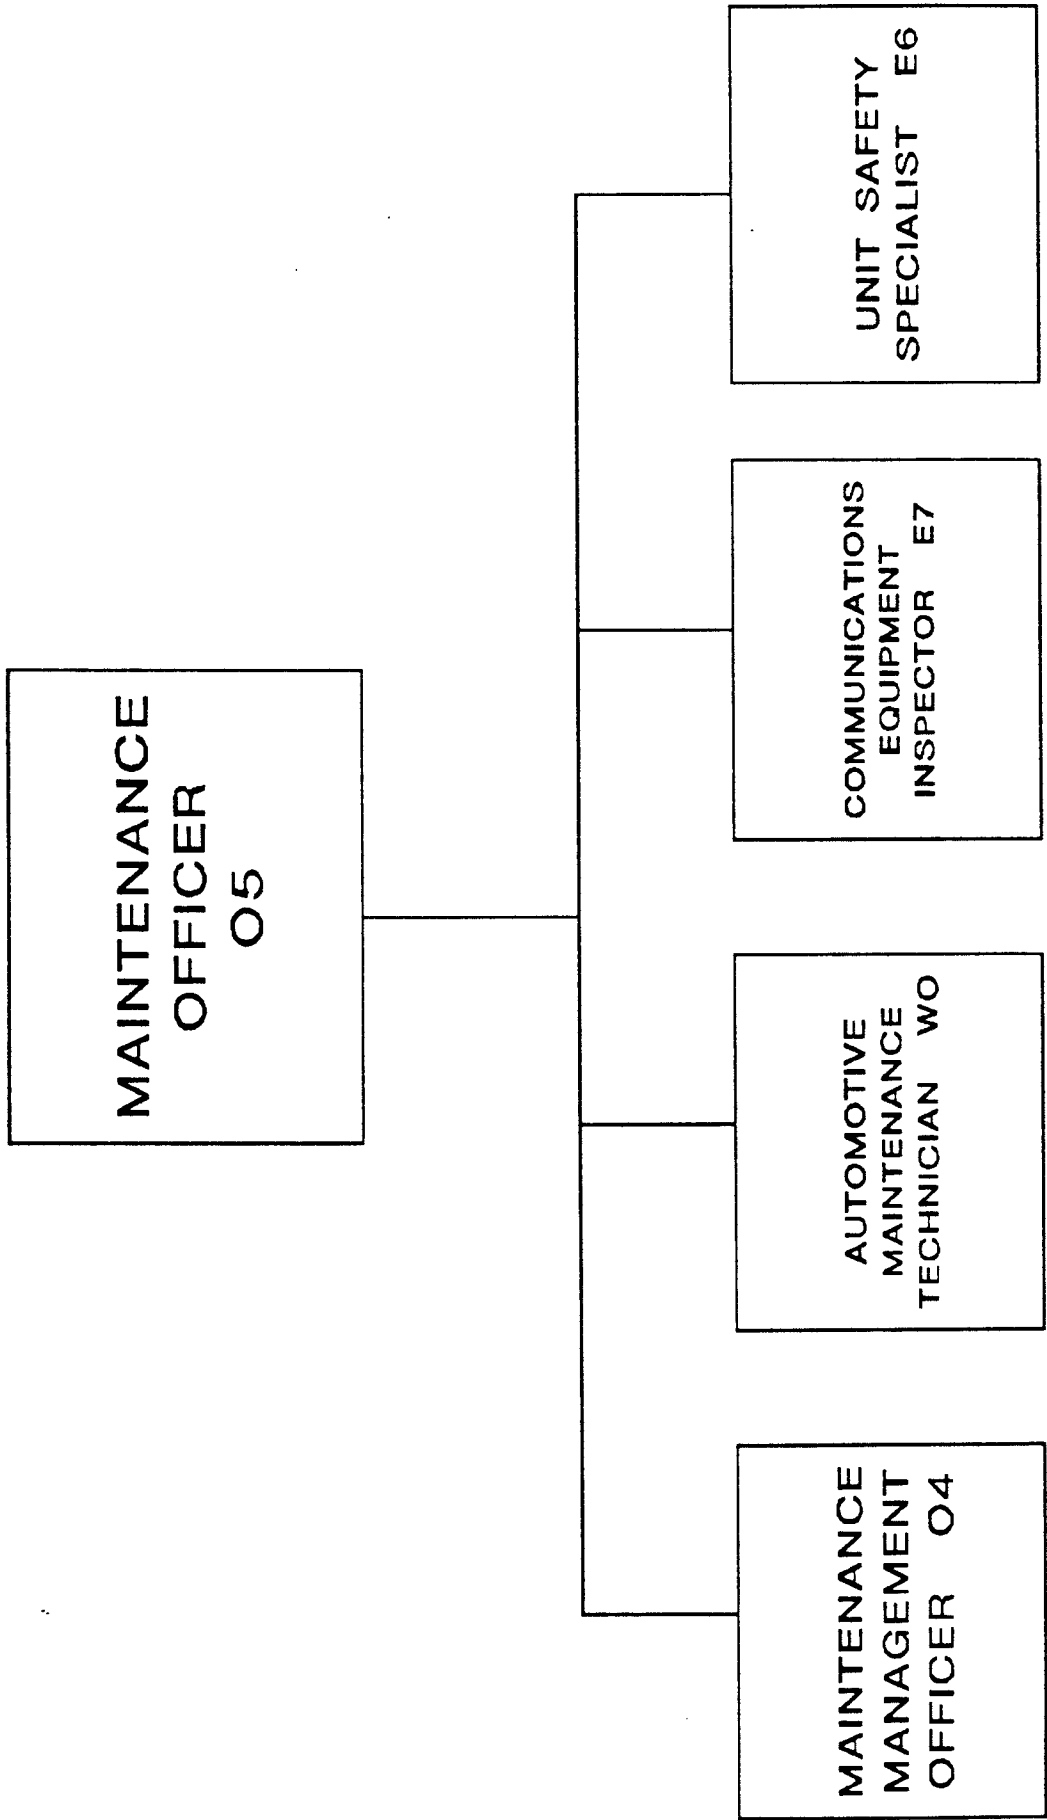 MAINTENANCE
OFFICER
O5
MAINTENANCE
MANAGEMENT
OFFICER O4
AUTOMOTIVE
MAINTENANCE
TECHNICIAN WO
COMMUNICATIONS
EQUIPMENT
INSPECTOR E7
UNIT SAFETY
SPECIALIST E6